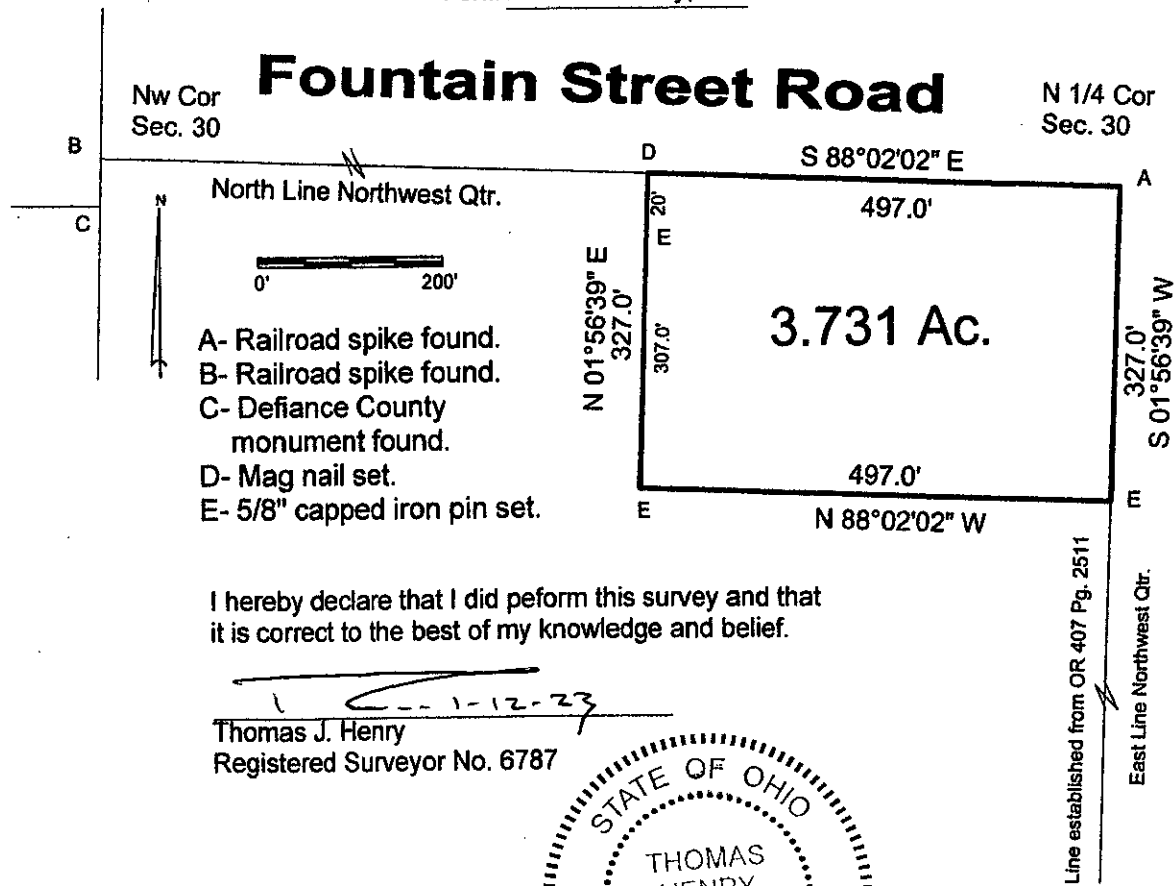 Fountain Street Road
Nw Cor
Sec. 30
N 1/4 Cor
Sec. 30
B
D
S 88°02'02" E
A
North Line Northwest Qtr.
497.0'
N
C
20'
E
0'
200'
N 01°56'39" E
327.0'
307.0'
3.731 Ac.
327.0'
S 01°56'39" W
A- Railroad spike found.
B- Railroad spike found.
C- Defiance County
monument found.
D- Mag nail set.
E- 5/8" capped iron pin set.
497.0'
E
E
N 88°02'02" W
Line established from OR 407 Pg. 2511
East Line Northwest Qtr.
I hereby declare that I did peform this survey and that
it is correct to the best of my knowledge and belief.
1-12-23
Thomas J. Henry
Registered Surveyor No. 6787
STATE OF OHIO
THOMAS
HENRY